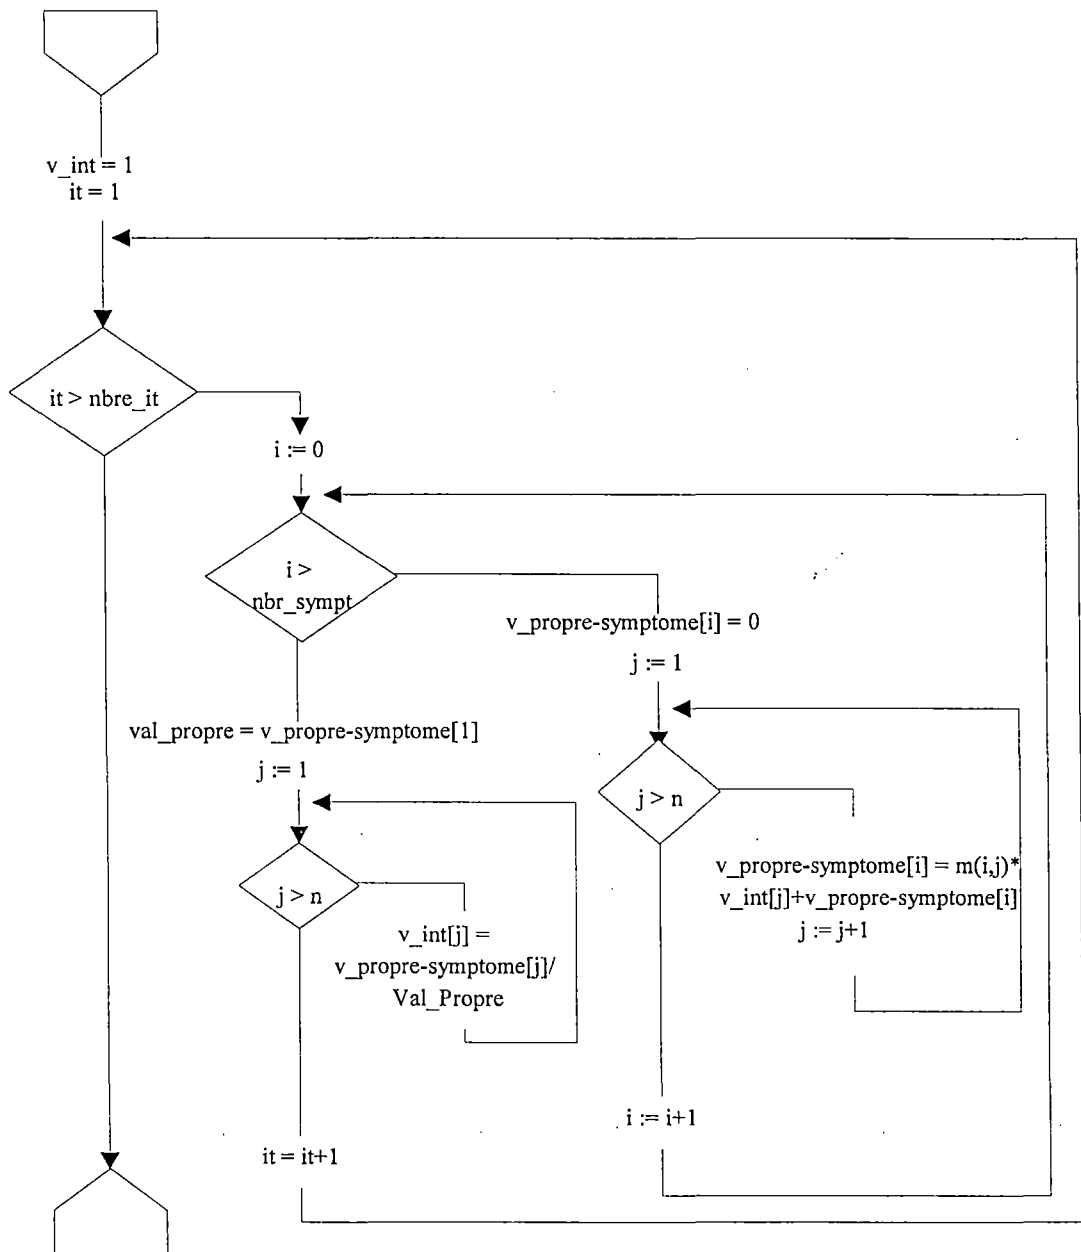 v_int = 1
it = 1
it > nbre_it
i := 0
i >
nbr_sympt
v_propre-symptome[i] = 0
j := 1
val_propre = v_propre-symptome[1]
j := 1
j > n
v_propre-symptome[i] = m(i,j)*
v_int[j]+v_propre-symptome[i]
j := j+1
j > n
v_int[j] =
v_propre-symptome[j]/
Val_Propre
i := i+1
it = it+1